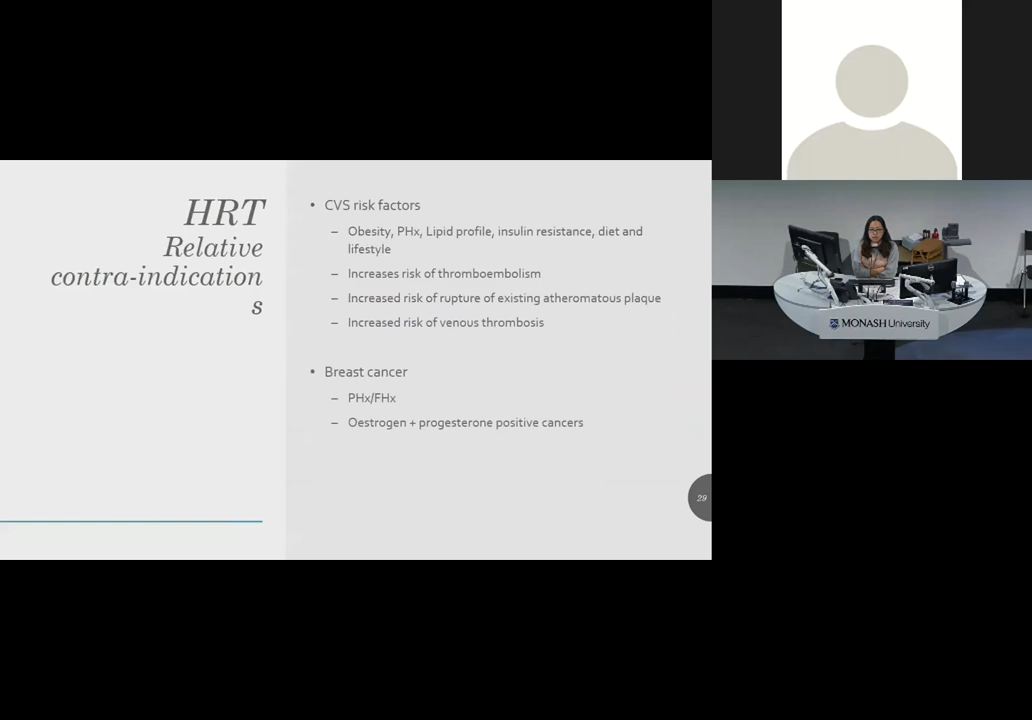 HRT
Relative
contra-indication
s
• CVS risk factors
– Obesity, PHx, Lipid profile, insulin resistance, diet and
lifestyle
– Increases risk of thromboembolism
– Increased risk of rupture of existing atheromatous plaque
– Increased risk of venous thrombosis
• Breast cancer
– PHx/FHx
– Oestrogen + progesterone positive cancers
29
MONASH University